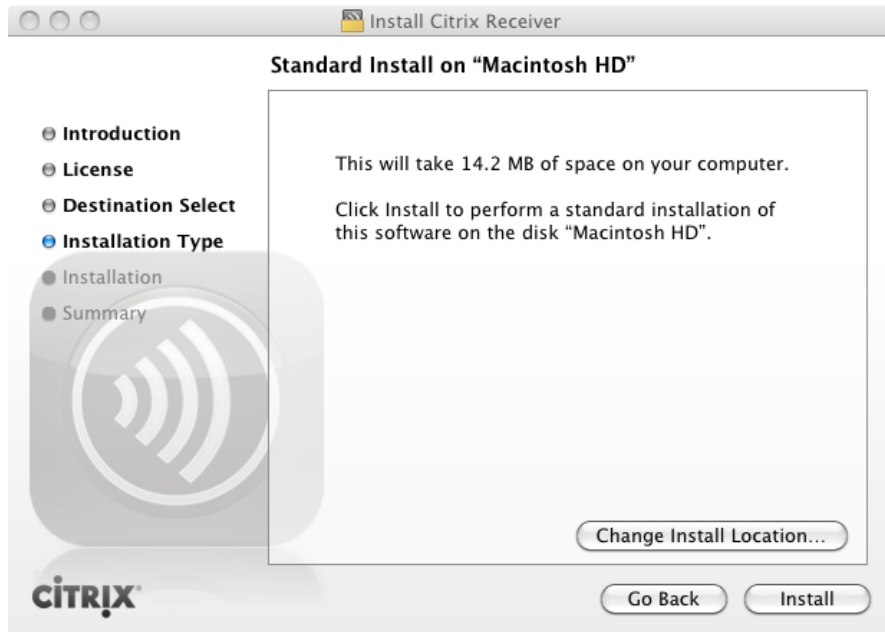 Install Citrix Receiver
Standard Install on “Macintosh HD”
Introduction
License
Destination Select
Installation Type
Installation
Summary
This will take 14.2 MB of space on your computer.
Click Install to perform a standard installation of
this software on the disk “Macintosh HD”.
Change Install Location...
CİTRIX
Go Back
Install